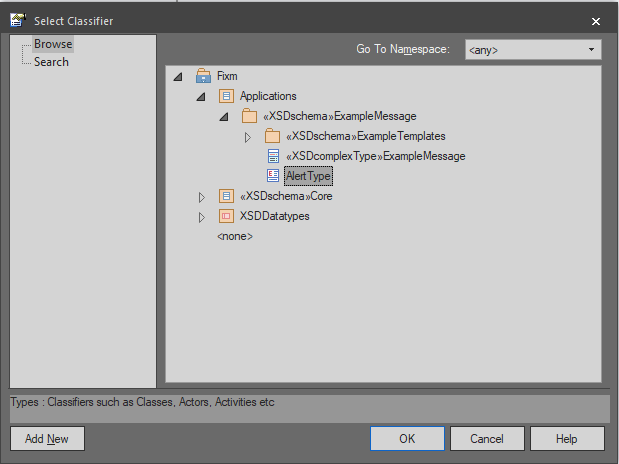 Select Classifier
Browse
Search
Go To Namespace:
<any>
Fixm
Applications
«XSDschema»ExampleMessage
«XSDschema»ExampleTemplates
«XSDcomplexType»ExampleMessage
AlertType
«XSDschema»Core
XSDDatatypes
<none>
Types : Classifiers such as Classes, Actors, Activities etc
Add New
OK
Cancel
Help